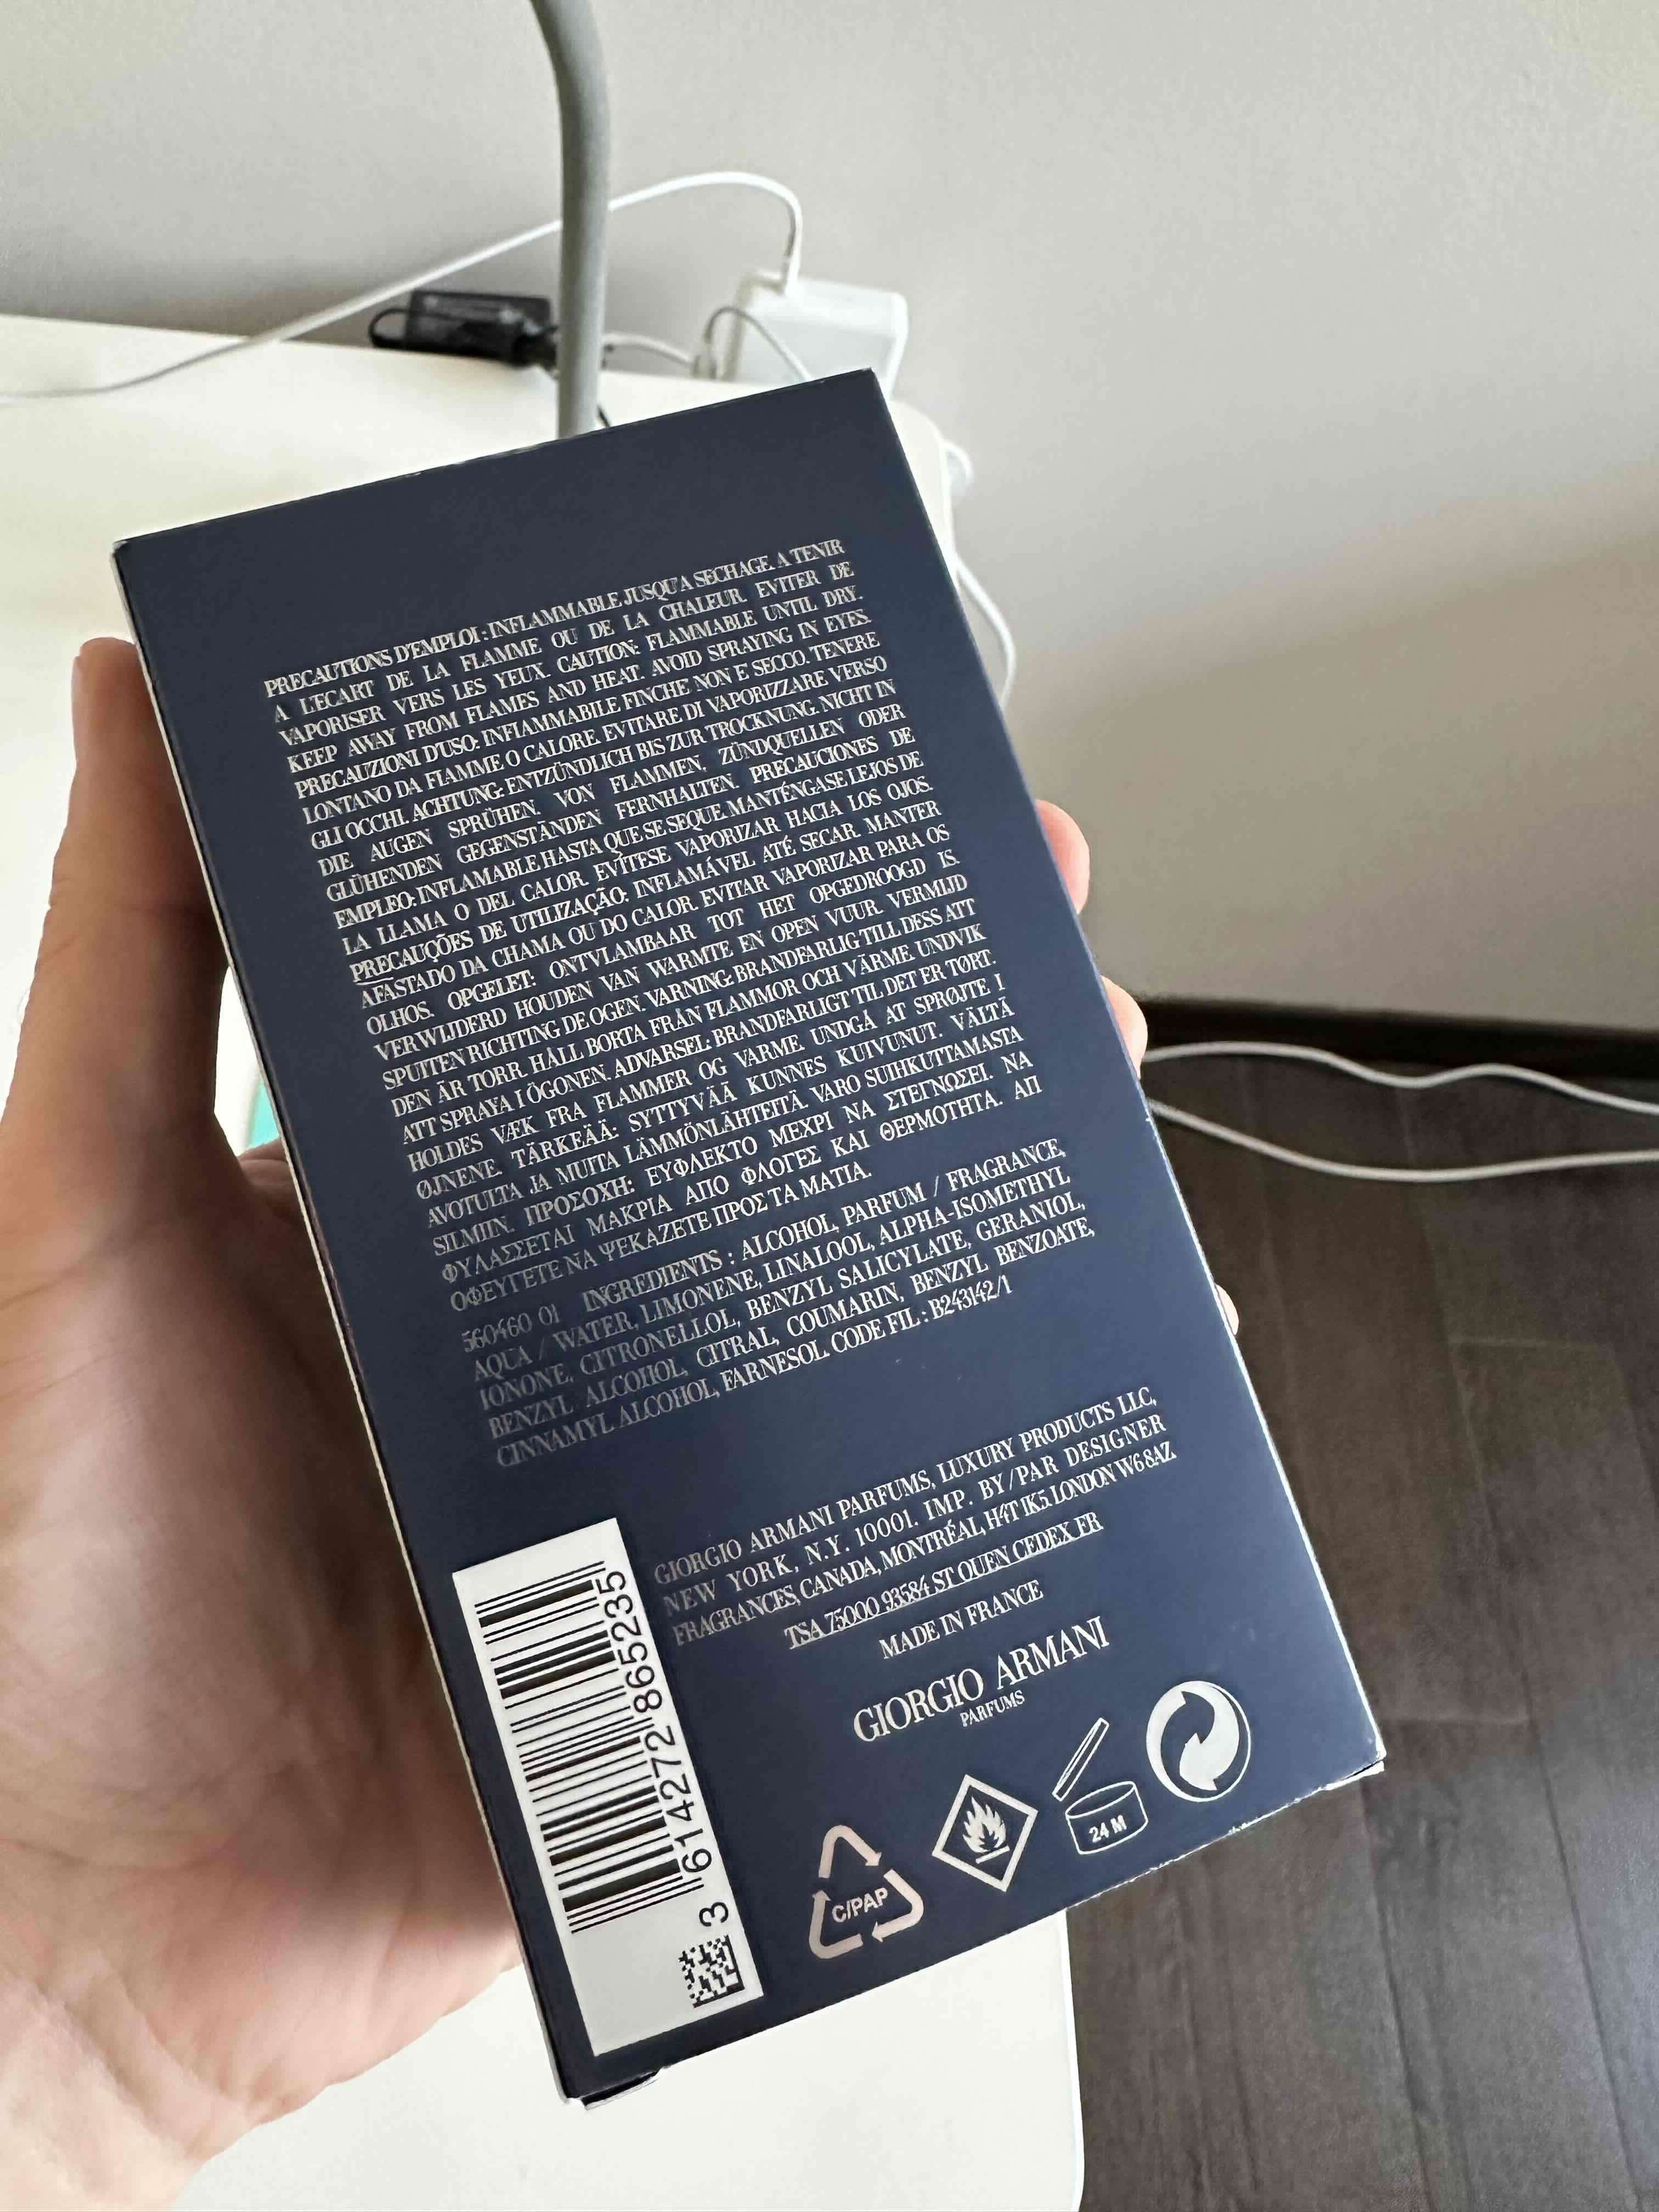 PRECAUTIONS D'EMPLOI : INFLAMMABLE JUSQU'A SECHAGE. A TENIR
A L'ECART DE LA FLAMME OU DE LA CHALEUR. EVITER DE
VAPORISER VERS LES YEUX. CAUTION: FLAMMABLE UNTIL DRY.
KEEP AWAY FROM FLAMES AND HEAT. AVOID SPRAYING IN EYES.
PRECAUZIONI D'USO: INFIAMMABILE FINCHE NON E SECCO. TENERE
LONTANO DA FIAMME O CALORE. EVITARE DI VAPORIZZARE VERSO
GLI OCCHI. ACHTUNG: ENTZÜNDLICH BIS ZUR TROCKNUNG. NICHT IN
DIE AUGEN SPRÜHEN. VON FLAMMEN, ZÜNDQUELLEN ODER
GLÜHENDEN GEGENSTÄNDEN FERNHALTEN. PRECAUCIONES DE
EMPLEO: INFLAMABLE HASTA QUE SE SEQUE. MANTÉNGASE LEJOS DE
LA LLAMA O DEL CALOR. EVÍTESE VAPORIZAR HACIA LOS OJOS.
PRECAUÇÕES DE UTILIZAÇÃO: INFLAMÁVEL ATÉ SECAR. MANTER
AFASTADO DA CHAMA OU DO CALOR. EVITAR VAPORIZAR PARA OS
OLHOS. OPGELET: ONTVLAMBAAR TOT HET OPGEDROOGD IS.
VERWIJDERD HOUDEN VAN WARMTE EN OPEN VUUR. VERMIJD
SPUITEN RICHTING DE OGEN. VARNING: BRANDFARLIG TILL DESS ATT
DEN ÄR TORR. HÅLL BORTA FRÅN FLAMMOR OCH VÄRME. UNDVIK
ATT SPRAYA I ÖGONEN. ADVARSEL: BRANDFARLIGT TIL DET ER TØRT.
HOLDES VÆK FRA FLAMMER OG VARME. UNDGÅ AT SPRØJTE I
ØJNENE. TÄRKEÄÄ: SYTTYVÄÄ KUNNES KUIVUNUT. VÄLTÄ
AVOTULTA JA MUITA LÄMMÖNLÄHTEITÄ. VARO SUIHKUTTAMASTA
SILMIIN. ΠΡΟΣΟΧΗ: ΕΥΦΛΕΚΤΟ ΜΕΧΡΙ ΝΑ ΣΤΕΓΝΩΣΕΙ. ΝΑ
ΦΥΛΑΣΣΕΤΑΙ ΜΑΚΡΙΑ ΑΠΟ ΦΛΟΓΕΣ ΚΑΙ ΘΕΡΜΟΤΗΤΑ. ΑΠ
ΟΦΕΥΓΕΤΕ ΝΑ ΨΕΚΑΖΕΤΕ ΠΡΟΣ ΤΑ ΜΑΤΙΑ.
560460 01 INGREDIENTS : ALCOHOL, PARFUM / FRAGRANCE,
AQUA / WATER, LIMONENE, LINALOOL, ALPHA-ISOMETHYL
IONONE, CITRONELLOL, BENZYL SALICYLATE, GERANIOL,
BENZYL ALCOHOL, CITRAL, COUMARIN, BENZYL BENZOATE,
CINNAMYL ALCOHOL, FARNESOL. CODE FIL : B243142/1
GIORGIO ARMANI PARFUMS, LUXURY PRODUCTS LLC,
NEW YORK, N.Y. 10001. IMP. BY/PAR DESIGNER
FRAGRANCES, CANADA, MONTRÉAL, H4T 1K5. LONDON W6 8AZ
TSA 75000 93584 ST OUEN CEDEX FR
MADE IN FRANCE
GIORGIO ARMANI
PARFUMS
3 614272 865235
C/PAP
24 M